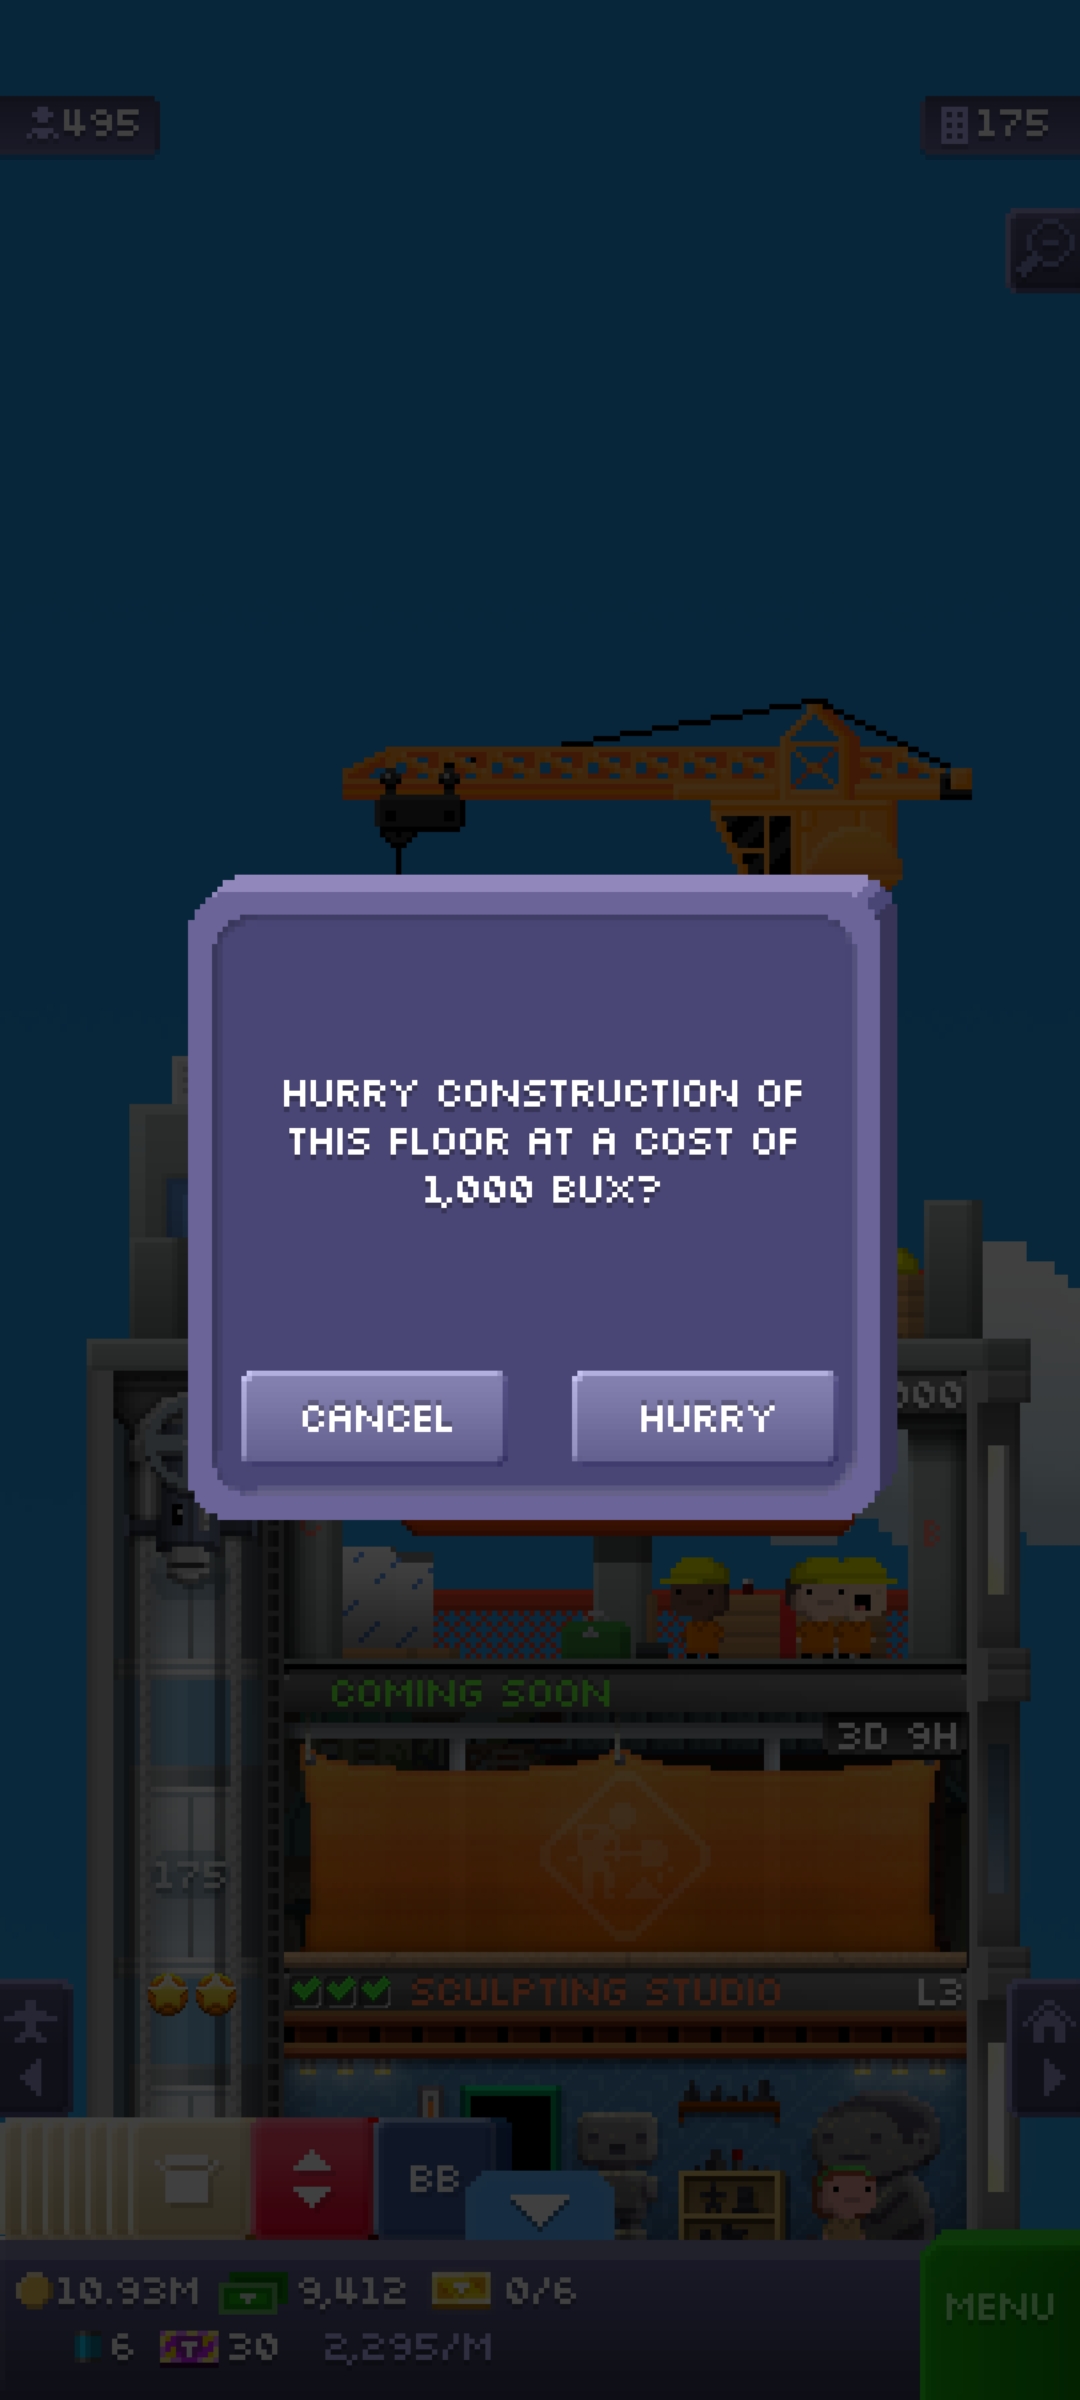 495
175
HURRY CONSTRUCTION OF
THIS FLOOR AT A COST OF
1,000 BUX?
CANCEL
HURRY
B
COMING SOON
3D 9H
175
SCULPTING STUDIO
L3
BB
10.93M
9,412
0/6
MENU
6
T
30
2,295/M